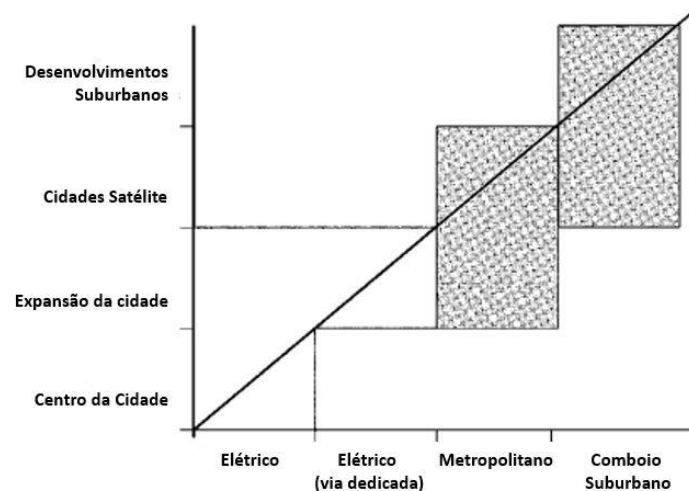 Desenvolvimentos
Suburbanos
Cidades Satélite
Expansão da cidade
Centro da Cidade
Elétrico
Elétrico
(via dedicada)
Metropolitano
Comboio
Suburbano